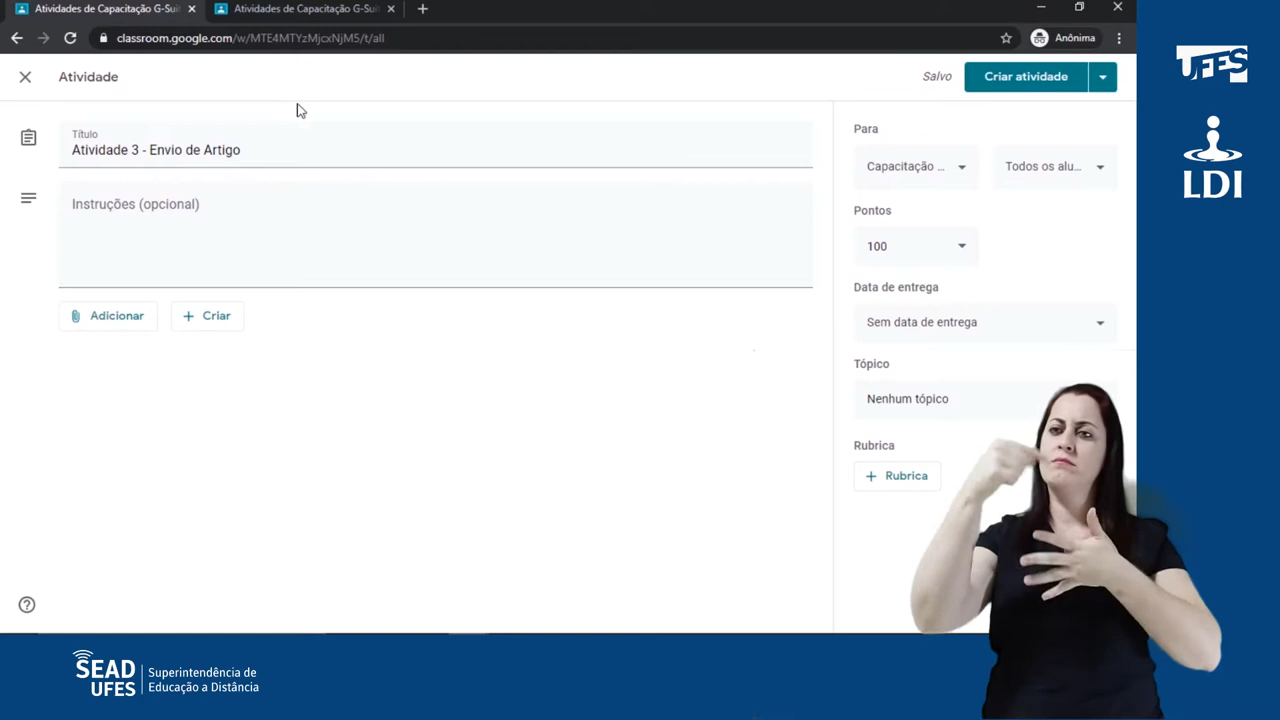 Atividades de Capacitação G-Suit
Atividades de Capacitação G-Suit
classroom.google.com/w/MTE4MTYzMjcxNjM5/t/all
Anônima
Atividade
Salvo
Criar atividade
Título
Atividade 3 - Envio de Artigo
Instruções (opcional)
Adicionar
+ Criar
Para
Capacitação ...
Todos os alu...
Pontos
100
Data de entrega
Sem data de entrega
Tópico
Nenhum tópico
Rubrica
+ Rubrica
UFES
LDI
SEAD
UFES
Superintendência de
Educação a Distância